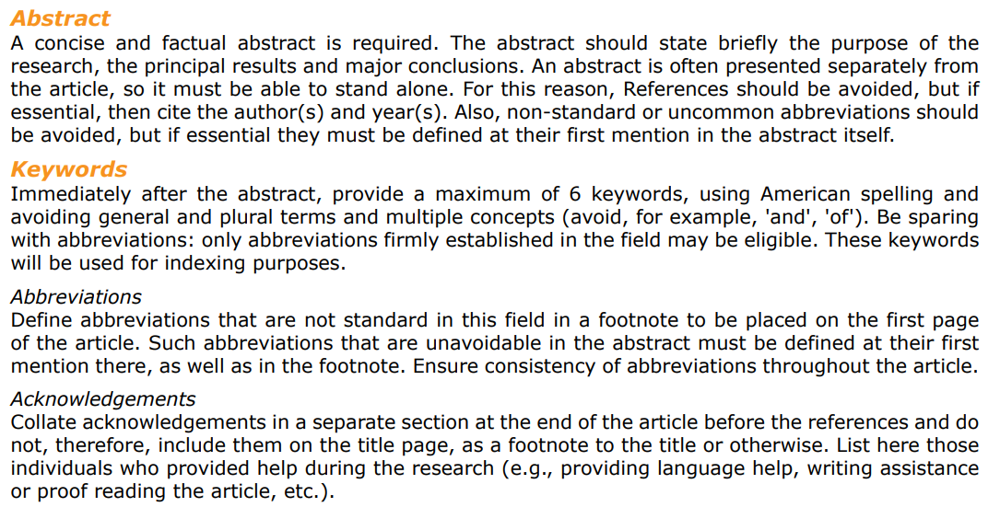 Abstract
A concise and factual abstract is required. The abstract should state briefly the purpose of the
research, the principal results and major conclusions. An abstract is often presented separately from
the article, so it must be able to stand alone. For this reason, References should be avoided, but if
essential, then cite the author(s) and year(s). Also, non-standard or uncommon abbreviations should
be avoided, but if essential they must be defined at their first mention in the abstract itself.
Keywords
Immediately after the abstract, provide a maximum of 6 keywords, using American spelling and
avoiding general and plural terms and multiple concepts (avoid, for example, 'and', 'of'). Be sparing
with abbreviations: only abbreviations firmly established in the field may be eligible. These keywords
will be used for indexing purposes.
Abbreviations
Define abbreviations that are not standard in this field in a footnote to be placed on the first page
of the article. Such abbreviations that are unavoidable in the abstract must be defined at their first
mention there, as well as in the footnote. Ensure consistency of abbreviations throughout the article.
Acknowledgements
Collate acknowledgements in a separate section at the end of the article before the references and do
not, therefore, include them on the title page, as a footnote to the title or otherwise. List here those
individuals who provided help during the research (e.g., providing language help, writing assistance
or proof reading the article, etc.).